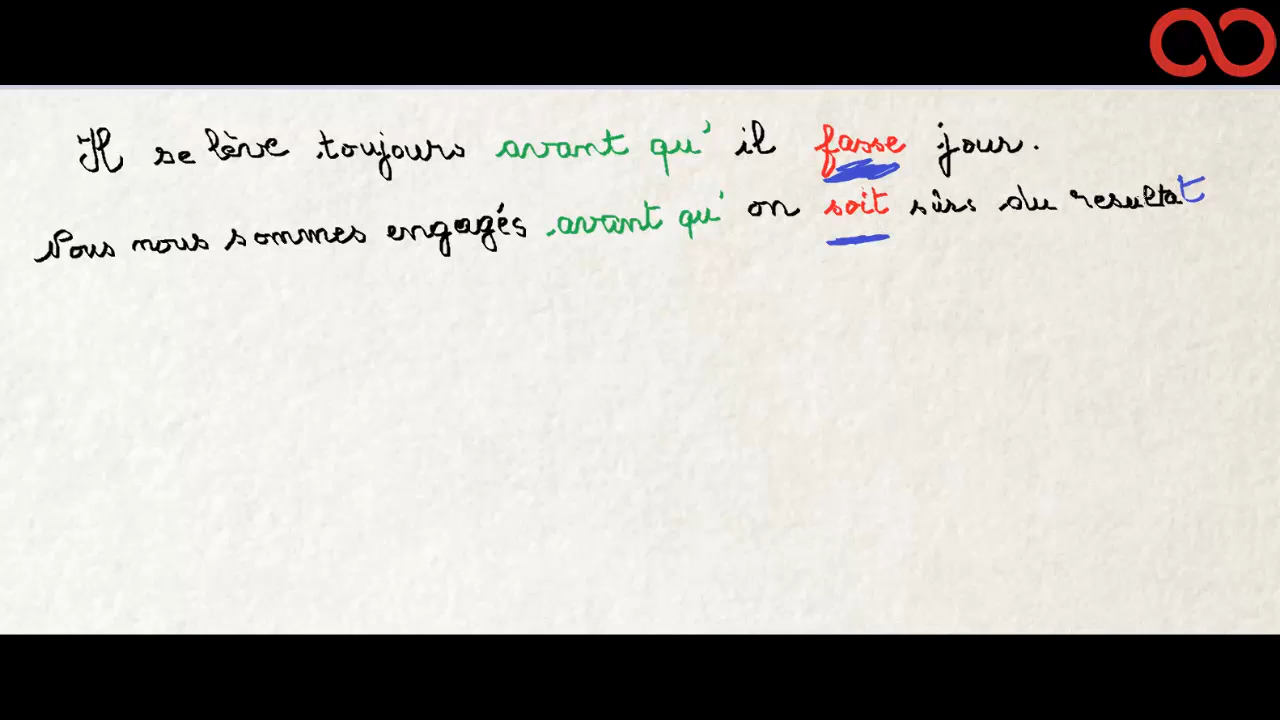 Il se lève toujours avant qu' il fasse jour.
Nous nous sommes engagés avant qu' on soit sûrs du resultat